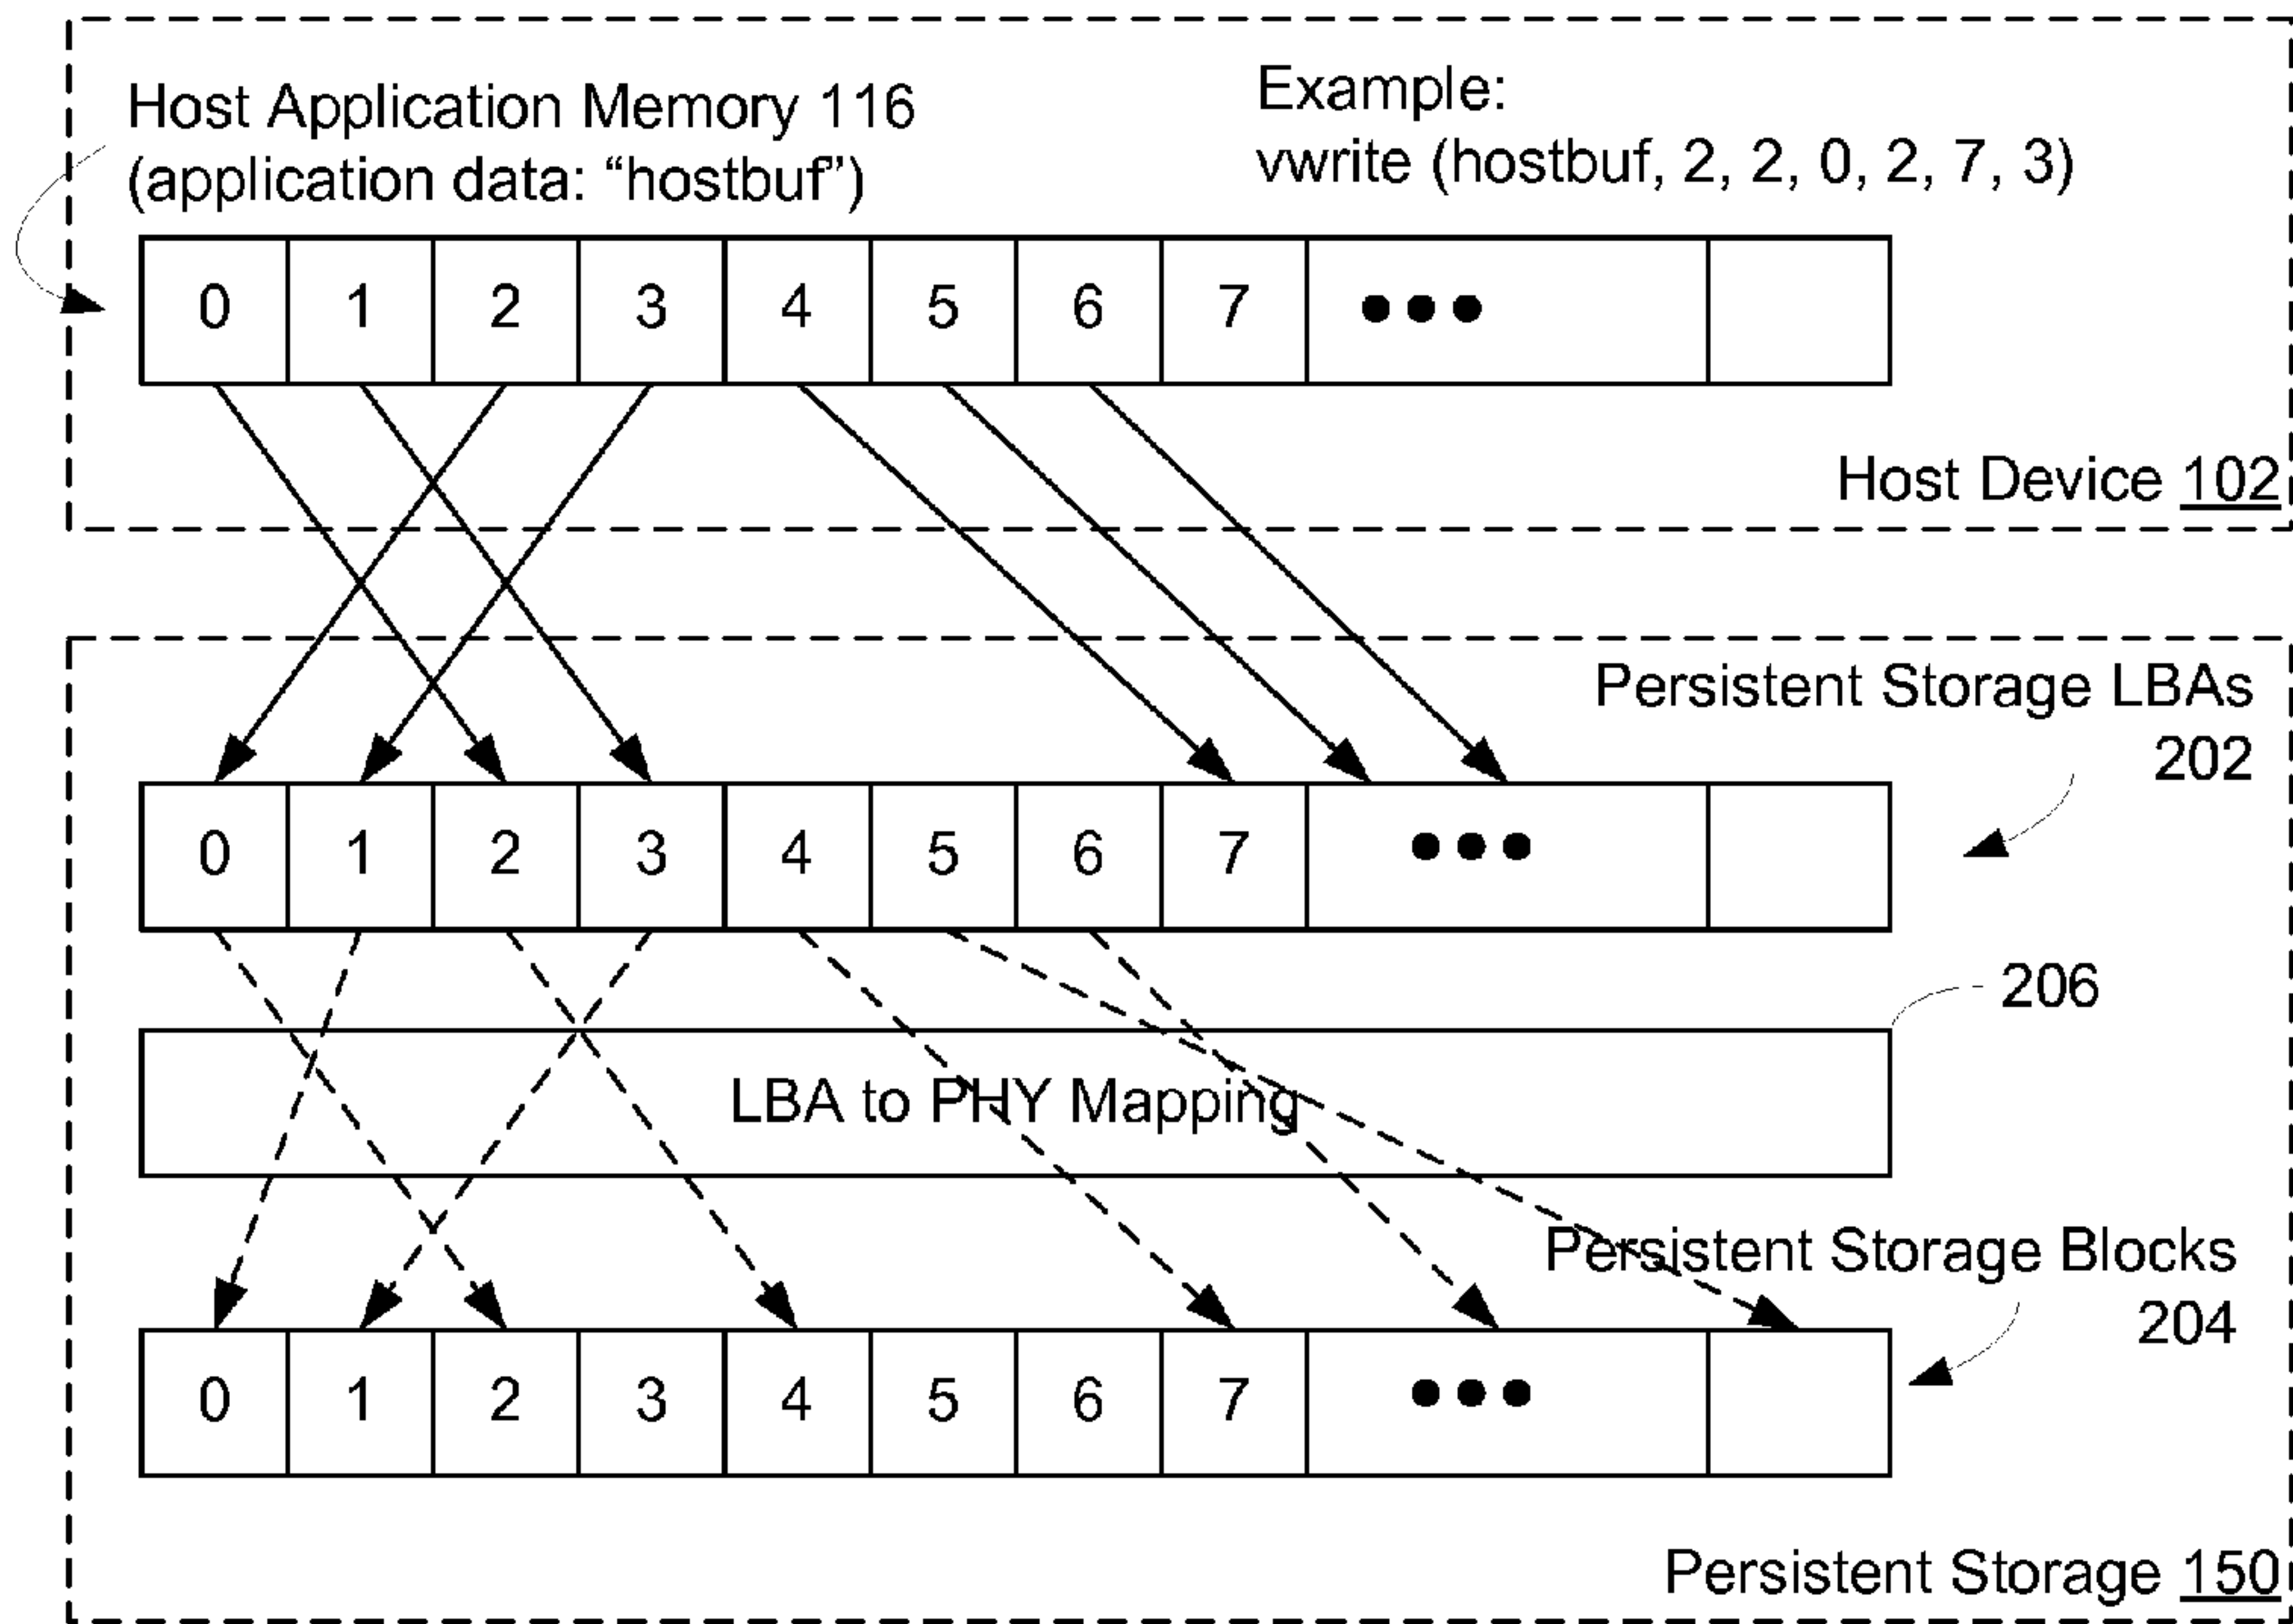 Host Application Memory 116
(application data: “hostbuf”)
Example:
vwrite (hostbuf, 2, 2, 0, 2, 7, 3)
0 1 2 3 4 5 6 7 •••
Host Device 102
Persistent Storage LBAs
202
0 1 2 3 4 5 6 7 •••
206
LBA to PHY Mapping
Persistent Storage Blocks
204
0 1 2 3 4 5 6 7 •••
Persistent Storage 150